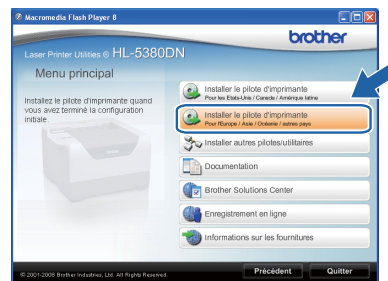 Macromedia Flash Player 8
brother
Laser Printer Utilities ® HL-5380DN
Menu principal
Installez le pilote d'imprimante quand
vous avez terminé la configuration
initiale.
Installer le pilote d'imprimante
Pour les Etats-Unis / Canada / Amérique latine
Installer le pilote d'imprimante
Pour l'Europe / Asie / Océanie / autres pays
Installer autres pilotes/utilitaires
Documentation
Brother Solutions Center
Enregistrement en ligne
Informations sur les fournitures
© 2001-2008 Brother Industries, Ltd. All Rights Reserved.
Précédent
Quitter